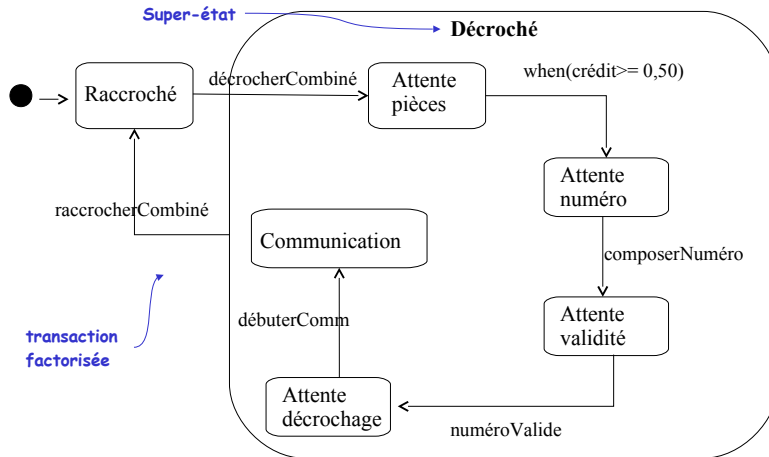 Super-état
Décroché
décrocherCombiné
when(crédit>= 0,50)
Raccroché
Attente
pièces
Attente
numéro
raccrocherCombiné
Communication
composerNuméro
débuterComm
Attente
validité
transaction
factorisée
Attente
décrochage
numéroValide